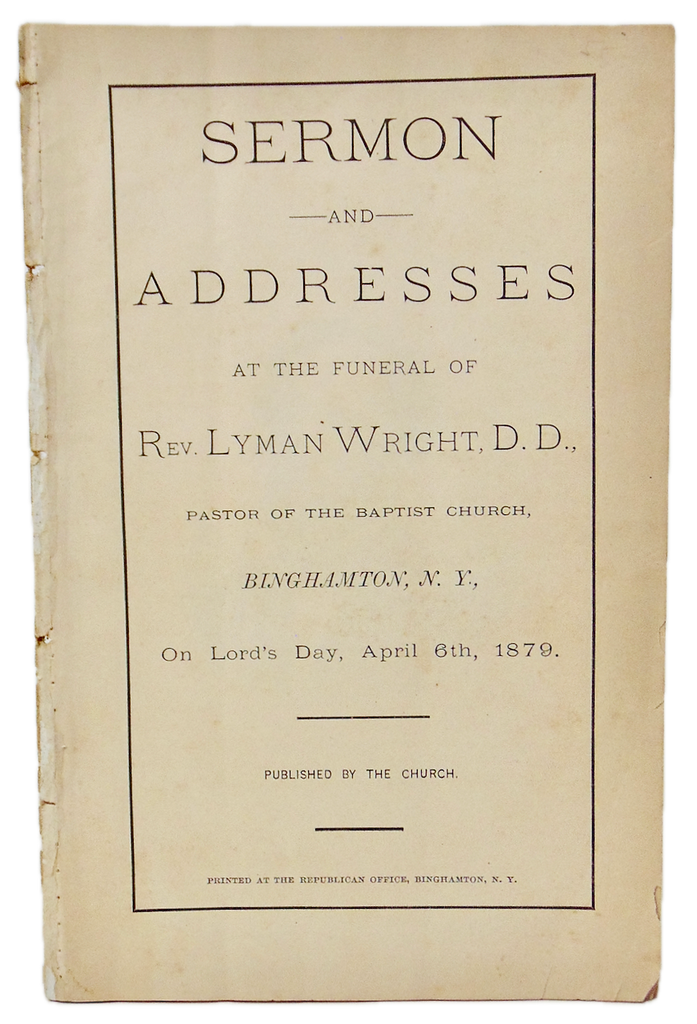 SERMON
—AND—
ADDRESSES
AT THE FUNERAL OF
REV. LYMAN WRIGHT, D. D.,
PASTOR OF THE BAPTIST CHURCH,
BINGHAMTON, N. Y.,
On Lord's Day, April 6th, 1879.
PUBLISHED BY THE CHURCH.
PRINTED AT THE REPUBLICAN OFFICE, BINGHAMTON, N. Y.